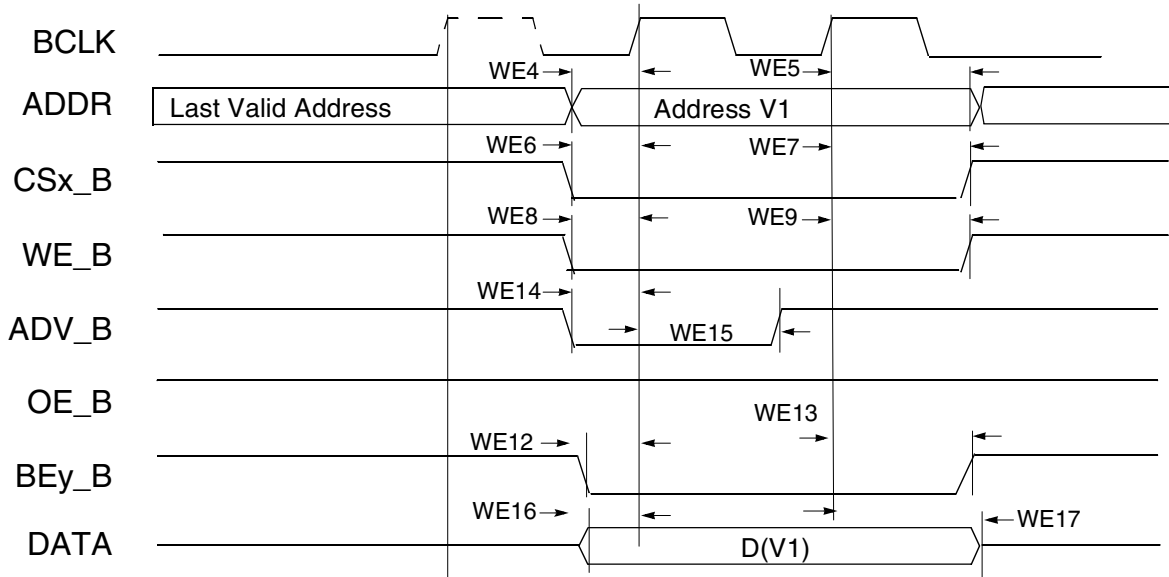 BCLK
WE4
WE5
ADDR
Last Valid Address
Address V1
WE6
WE7
CSx_B
WE8
WE9
WE_B
WE14
ADV_B
WE15
OE_B
WE13
WE12
BEy_B
WE16
WE17
DATA
D(V1)